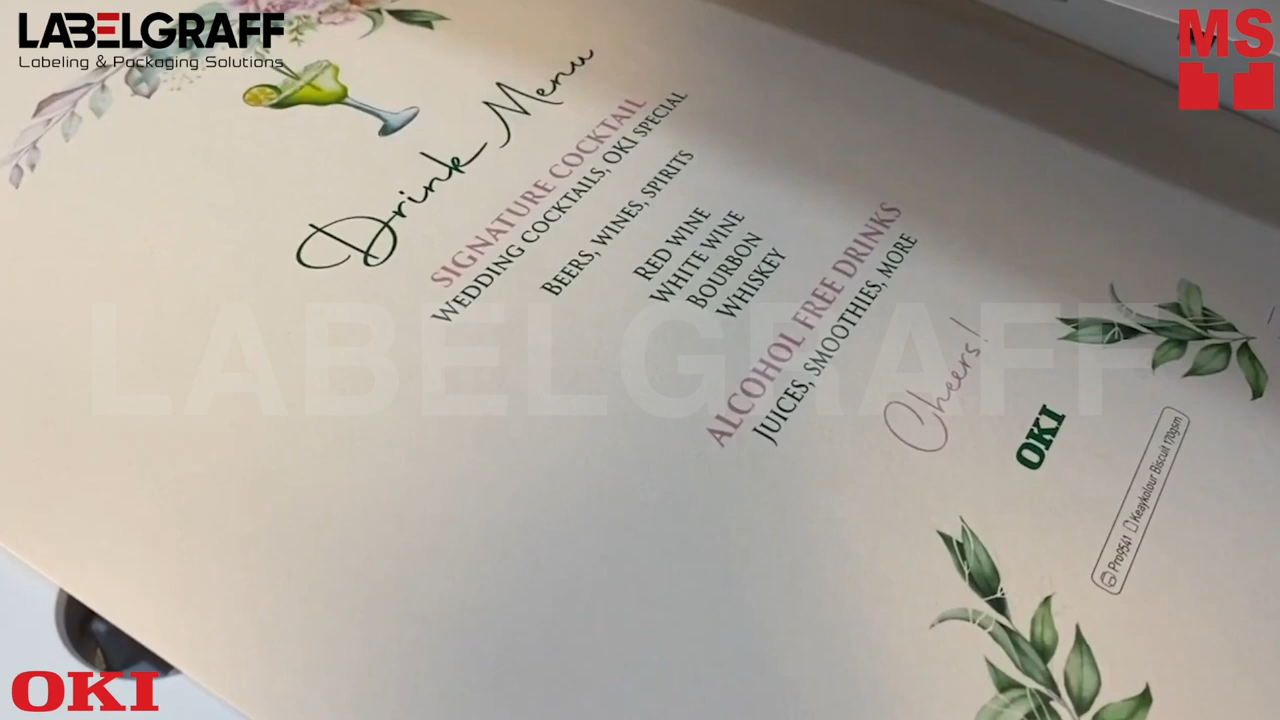 LABELGRAFF
Labeling & Packaging Solutions
MS
Drink Menu
SIGNATURE COCKTAIL
WEDDING COCKTAILS, OKI SPECIAL
BEERS, WINES, SPIRITS
RED WINE
WHITE WINE
BOURBON
WHISKEY
ALCOHOL FREE DRINKS
JUICES, SMOOTHIES, MORE
Cheers!
OKI
Pro9541 Keaykolour Biscuit 170gsm
LABELGRAFF
OKI